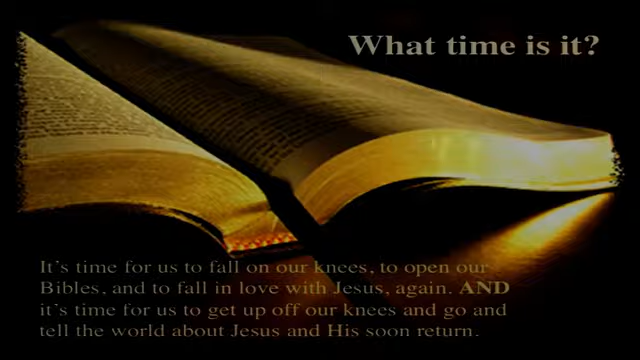 What time is it?
It's time for us to fall on our knees, to open our
Bibles, and to fall in love with Jesus, again. AND
it's time for us to get up off our knees and go and
tell the world about Jesus and His soon return.